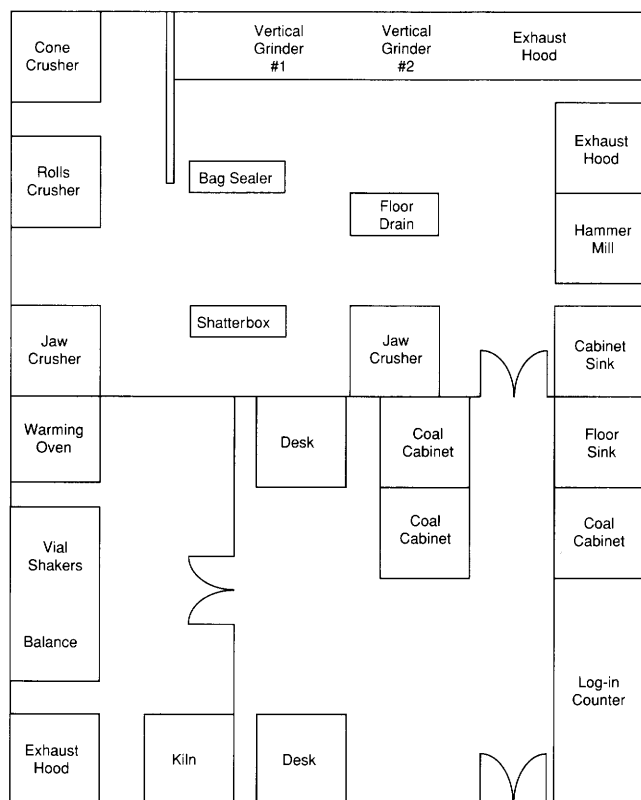 Cone
Crusher
Vertical
Grinder
#1
Vertical
Grinder
#2
Exhaust
Hood
Rolls
Crusher
Bag Sealer
Floor
Drain
Exhaust
Hood
Hammer
Mill
Jaw
Crusher
Shatterbox
Jaw
Crusher
Cabinet
Sink
Warming
Oven
Desk
Coal
Cabinet
Floor
Sink
Vial
Shakers
Coal
Cabinet
Coal
Cabinet
Balance
Log-in
Counter
Exhaust
Hood
Kiln
Desk